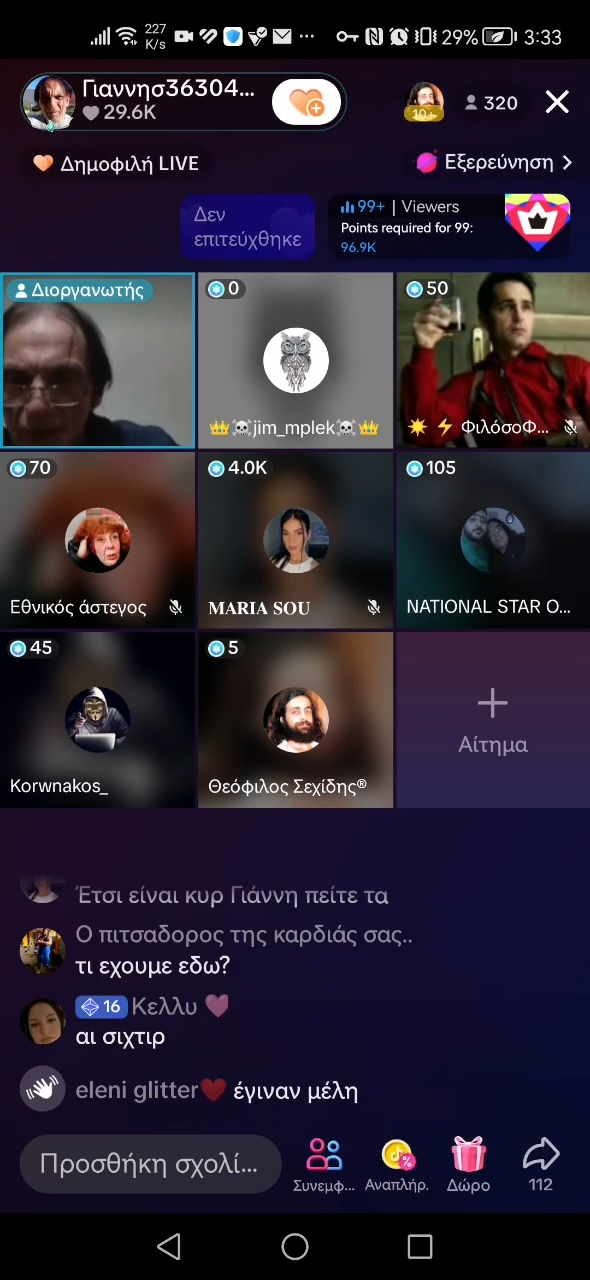 227
K/s
29%
3:33
Γιαννησ36304...
29.6K
10+
320
Δημοφιλή LIVE
Εξερεύνηση
Δεν
επιτεύχθηκε
99+ | Viewers
Points required for 99:
96.9K
Διοργανωτής
0
50
jim_mplek
ΦιλόσοΦ...
70
4.0K
105
Εθνικός άστεγος
MARIA SOU
NATIONAL STAR O...
45
5
Αίτημα
Korwnakos_
Θεόφιλος Σεχίδης®
Έτσι είναι κυρ Γιάννη πείτε τα
Ο πιτσαδορος της καρδιάς σας..
τι εχουμε εδω?
16 Κελλυ
αι σιχτιρ
eleni glitter έγιναν μέλη
Προσθήκη σχολί...
Συνεμφ...
Αναπλήρ.
Δώρο
112